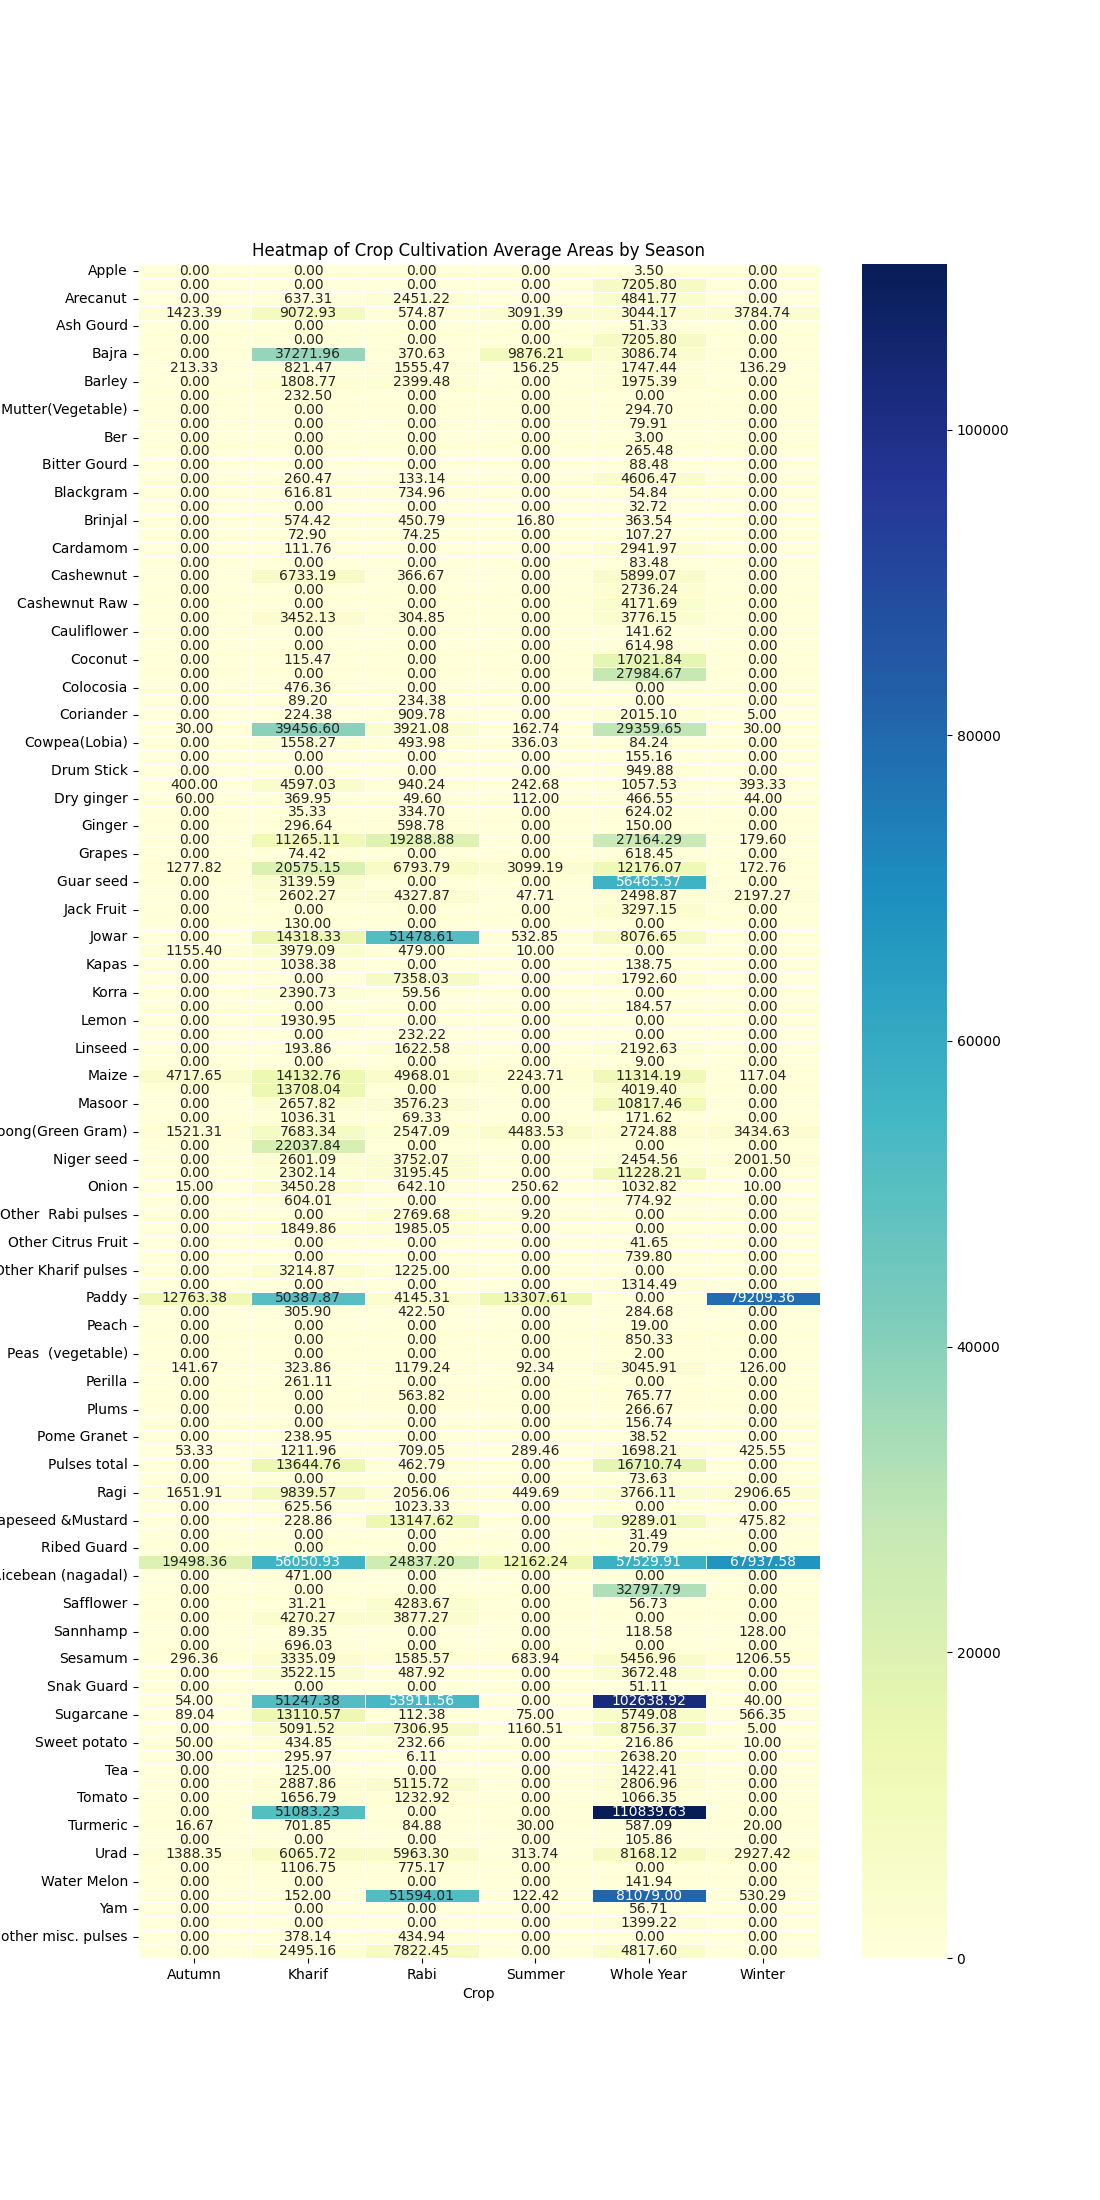 Heatmap of Crop Cultivation Average Areas by Season
Apple 0.00 0.00 0.00 0.00 3.50 0.00
0.00 0.00 0.00 0.00 7205.80 0.00
Arecanut 0.00 637.31 2451.22 0.00 4841.77 0.00
1423.39 9072.93 574.87 3091.39 3044.17 3784.74
Ash Gourd 0.00 0.00 0.00 0.00 51.33 0.00
0.00 0.00 0.00 0.00 7205.80 0.00
Bajra 0.00 37271.96 370.63 9876.21 3086.74 0.00
213.33 821.47 1555.47 156.25 1747.44 136.29
Barley 0.00 1808.77 2399.48 0.00 1975.39 0.00
0.00 232.50 0.00 0.00 0.00 0.00
Mutter(Vegetable) 0.00 0.00 0.00 0.00 294.70 0.00
0.00 0.00 0.00 0.00 79.91 0.00
Ber 0.00 0.00 0.00 0.00 3.00 0.00
0.00 0.00 0.00 0.00 265.48 0.00
Bitter Gourd 0.00 0.00 0.00 0.00 88.48 0.00
0.00 260.47 133.14 0.00 4606.47 0.00
Blackgram 0.00 616.81 734.96 0.00 54.84 0.00
0.00 0.00 0.00 0.00 32.72 0.00
Brinjal 0.00 574.42 450.79 16.80 363.54 0.00
0.00 72.90 74.25 0.00 107.27 0.00
Cardamom 0.00 111.76 0.00 0.00 2941.97 0.00
0.00 0.00 0.00 0.00 83.48 0.00
Cashewnut 0.00 6733.19 366.67 0.00 5899.07 0.00
0.00 0.00 0.00 0.00 2736.24 0.00
Cashewnut Raw 0.00 0.00 0.00 0.00 4171.69 0.00
0.00 3452.13 304.85 0.00 3776.15 0.00
Cauliflower 0.00 0.00 0.00 0.00 141.62 0.00
0.00 0.00 0.00 0.00 614.98 0.00
Coconut 0.00 115.47 0.00 0.00 17021.84 0.00
0.00 0.00 0.00 0.00 27984.67 0.00
Colocosia 0.00 476.36 0.00 0.00 0.00 0.00
0.00 89.20 234.38 0.00 0.00 0.00
Coriander 0.00 224.38 909.78 0.00 2015.10 5.00
30.00 39456.60 3921.08 162.74 29359.65 30.00
Cowpea(Lobia) 0.00 1558.27 493.98 336.03 84.24 0.00
0.00 0.00 0.00 0.00 155.16 0.00
Drum Stick 0.00 0.00 0.00 0.00 949.88 0.00
400.00 4597.03 940.24 242.68 1057.53 393.33
Dry ginger 60.00 369.95 49.60 112.00 466.55 44.00
0.00 35.33 334.70 0.00 624.02 0.00
Ginger 0.00 296.64 598.78 0.00 150.00 0.00
0.00 11265.11 19288.88 0.00 27164.29 179.60
Grapes 0.00 74.42 0.00 0.00 618.45 0.00
1277.82 20575.15 6793.79 3099.19 12176.07 172.76
Guar seed 0.00 3139.59 0.00 0.00 56465.57 0.00
0.00 2602.27 4327.87 47.71 2498.87 2197.27
Jack Fruit 0.00 0.00 0.00 0.00 3297.15 0.00
0.00 130.00 0.00 0.00 0.00 0.00
Jowar 0.00 14318.33 51478.61 532.85 8076.65 0.00
1155.40 3979.09 479.00 10.00 0.00 0.00
Kapas 0.00 1038.38 0.00 0.00 138.75 0.00
0.00 0.00 7358.03 0.00 1792.60 0.00
Korra 0.00 2390.73 59.56 0.00 0.00 0.00
0.00 0.00 0.00 0.00 184.57 0.00
Lemon 0.00 1930.95 0.00 0.00 0.00 0.00
0.00 0.00 232.22 0.00 0.00 0.00
Linseed 0.00 193.86 1622.58 0.00 2192.63 0.00
0.00 0.00 0.00 0.00 9.00 0.00
Maize 4717.65 14132.76 4968.01 2243.71 11314.19 117.04
0.00 13708.04 0.00 0.00 4019.40 0.00
Masoor 0.00 2657.82 3576.23 0.00 10817.46 0.00
0.00 1036.31 69.33 0.00 171.62 0.00
oong(Green Gram) 1521.31 7683.34 2547.09 4483.53 2724.88 3434.63
0.00 22037.84 0.00 0.00 0.00 0.00
Niger seed 0.00 2601.09 3752.07 0.00 2454.56 2001.50
0.00 2302.14 3195.45 0.00 11228.21 0.00
Onion 15.00 3450.28 642.10 250.62 1032.82 10.00
0.00 604.01 0.00 0.00 774.92 0.00
Other  Rabi pulses 0.00 0.00 2769.68 9.20 0.00 0.00
0.00 1849.86 1985.05 0.00 0.00 0.00
Other Citrus Fruit 0.00 0.00 0.00 0.00 41.65 0.00
0.00 0.00 0.00 0.00 739.80 0.00
Other Kharif pulses 0.00 3214.87 1225.00 0.00 0.00 0.00
0.00 0.00 0.00 0.00 1314.49 0.00
Paddy 12763.38 50387.87 4145.31 13307.61 0.00 79209.36
0.00 305.90 422.50 0.00 284.68 0.00
Peach 0.00 0.00 0.00 0.00 19.00 0.00
0.00 0.00 0.00 0.00 850.33 0.00
Peas  (vegetable) 0.00 0.00 0.00 0.00 2.00 0.00
141.67 323.86 1179.24 92.34 3045.91 126.00
Perilla 0.00 261.11 0.00 0.00 0.00 0.00
0.00 0.00 563.82 0.00 765.77 0.00
Plums 0.00 0.00 0.00 0.00 266.67 0.00
0.00 0.00 0.00 0.00 156.74 0.00
Pome Granet 0.00 238.95 0.00 0.00 38.52 0.00
53.33 1211.96 709.05 289.46 1698.21 425.55
Pulses total 0.00 13644.76 462.79 0.00 16710.74 0.00
0.00 0.00 0.00 0.00 73.63 0.00
Ragi 1651.91 9839.57 2056.06 449.69 3766.11 2906.65
0.00 625.56 1023.33 0.00 0.00 0.00
apeseed &Mustard 0.00 228.86 13147.62 0.00 9289.01 475.82
0.00 0.00 0.00 0.00 31.49 0.00
Ribed Guard 0.00 0.00 0.00 0.00 20.79 0.00
19498.36 56050.93 24837.20 12162.24 57529.91 67937.58
icebean (nagadal) 0.00 471.00 0.00 0.00 0.00 0.00
0.00 0.00 0.00 0.00 32797.79 0.00
Safflower 0.00 31.21 4283.67 0.00 56.73 0.00
0.00 4270.27 3877.27 0.00 0.00 0.00
Sannhamp 0.00 89.35 0.00 0.00 118.58 128.00
0.00 696.03 0.00 0.00 0.00 0.00
Sesamum 296.36 3335.09 1585.57 683.94 5456.96 1206.55
0.00 3522.15 487.92 0.00 3672.48 0.00
Snak Guard 0.00 0.00 0.00 0.00 51.11 0.00
54.00 51247.38 53911.56 0.00 102638.92 40.00
Sugarcane 89.04 13110.57 112.38 75.00 5749.08 566.35
0.00 5091.52 7306.95 1160.51 8756.37 5.00
Sweet potato 50.00 434.85 232.66 0.00 216.86 10.00
30.00 295.97 6.11 0.00 2638.20 0.00
Tea 0.00 125.00 0.00 0.00 1422.41 0.00
0.00 2887.86 5115.72 0.00 2806.96 0.00
Tomato 0.00 1656.79 1232.92 0.00 1066.35 0.00
0.00 51083.23 0.00 0.00 110839.63 0.00
Turmeric 16.67 701.85 84.88 30.00 587.09 20.00
0.00 0.00 0.00 0.00 105.86 0.00
Urad 1388.35 6065.72 5963.30 313.74 8168.12 2927.42
0.00 1106.75 775.17 0.00 0.00 0.00
Water Melon 0.00 0.00 0.00 0.00 141.94 0.00
0.00 152.00 51594.01 122.42 81079.00 530.29
Yam 0.00 0.00 0.00 0.00 56.71 0.00
0.00 0.00 0.00 0.00 1399.22 0.00
other misc. pulses 0.00 378.14 434.94 0.00 0.00 0.00
0.00 2495.16 7822.45 0.00 4817.60 0.00
Autumn Kharif Rabi Summer Whole Year Winter
Crop
100000
80000
60000
40000
20000
0